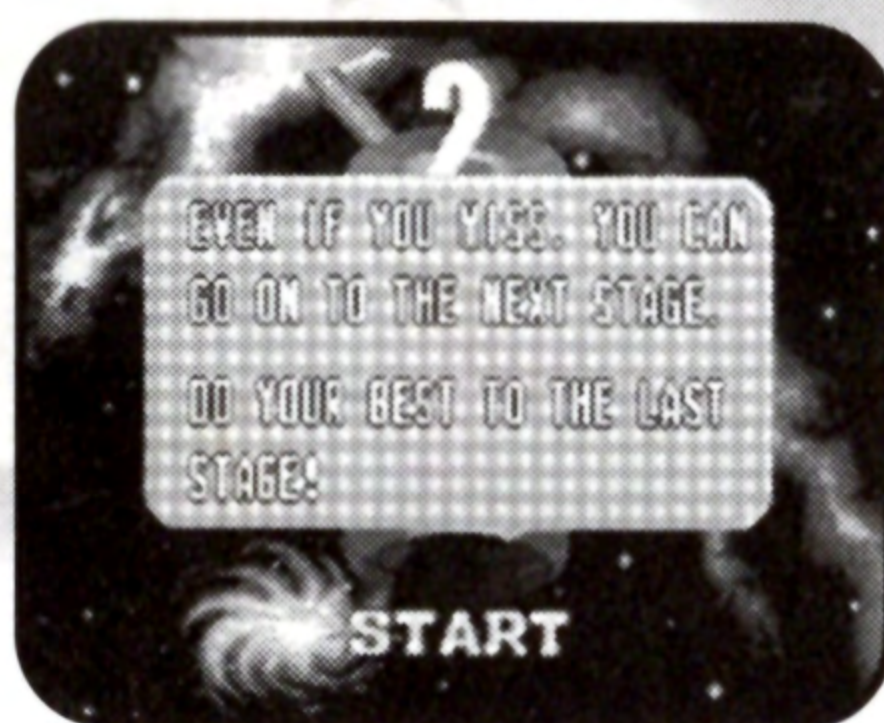 ?
EVEN IF YOU MISS. YOU CAN
GO ON TO THE NEXT STAGE.
DO YOUR BEST TO THE LAST
STAGE!
START